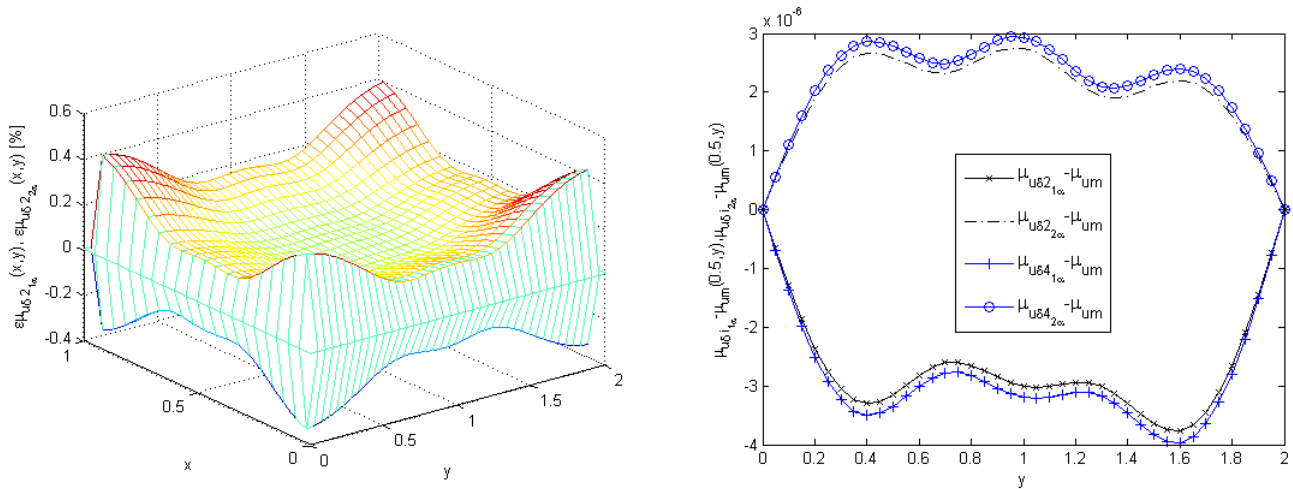 εμuδ2₁α(x,y), εμuδ2₂α(x,y) [%]
0.6
0.4
0.2
0
-0.2
-0.4
1
0.5
0
x
0
0.5
1
1.5
2
y
x 10⁻⁶
3
2
1
0
-1
-2
-3
-4
μuδi₁α-μum(0.5,y),μuδi₂α-μum(0.5,y)
μuδ2₁α-μum
μuδ2₂α-μum
μuδ4₁α-μum
μuδ4₂α-μum
0 0.2 0.4 0.6 0.8 1 1.2 1.4 1.6 1.8 2
y